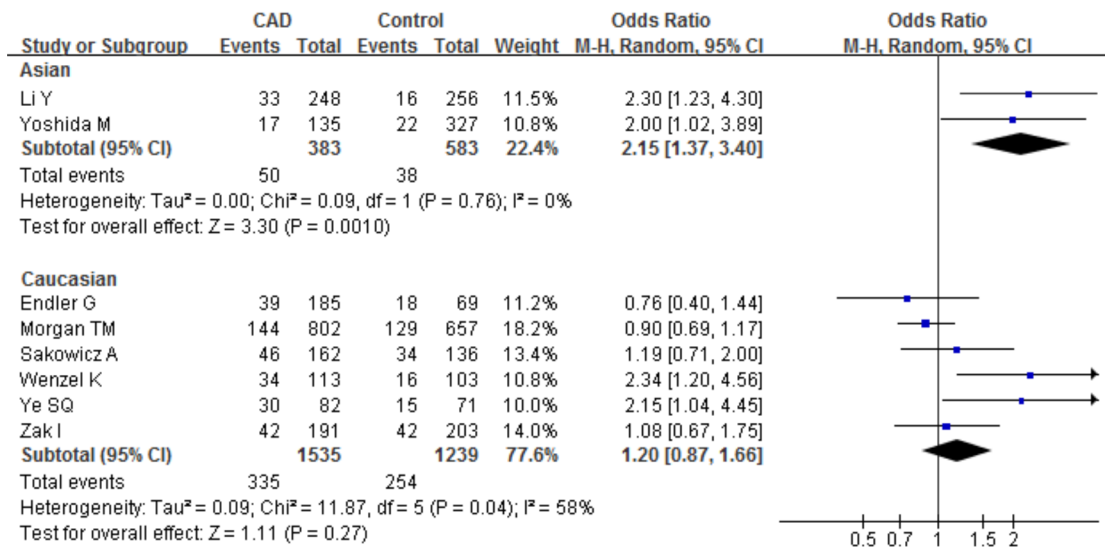 CAD Control Odds Ratio Odds Ratio
Study or Subgroup Events Total Events Total Weight M-H, Random, 95% CI M-H, Random, 95% CI
Asian
Li Y 33 248 16 256 11.5% 2.30 [1.23, 4.30]
Yoshida M 17 135 22 327 10.8% 2.00 [1.02, 3.89]
Subtotal (95% CI) 383 583 22.4% 2.15 [1.37, 3.40]
Total events 50 38
Heterogeneity: Tau² = 0.00; Chi² = 0.09, df = 1 (P = 0.76); I² = 0%
Test for overall effect: Z = 3.30 (P = 0.0010)
Caucasian
Endler G 39 185 18 69 11.2% 0.76 [0.40, 1.44]
Morgan TM 144 802 129 657 18.2% 0.90 [0.69, 1.17]
Sakowicz A 46 162 34 136 13.4% 1.19 [0.71, 2.00]
Wenzel K 34 113 16 103 10.8% 2.34 [1.20, 4.56]
Ye SQ 30 82 15 71 10.0% 2.15 [1.04, 4.45]
Zak I 42 191 42 203 14.0% 1.08 [0.67, 1.75]
Subtotal (95% CI) 1535 1239 77.6% 1.20 [0.87, 1.66]
Total events 335 254
Heterogeneity: Tau² = 0.09; Chi² = 11.87, df = 5 (P = 0.04); I² = 58%
Test for overall effect: Z = 1.11 (P = 0.27)
0.5 0.7 1 1.5 2